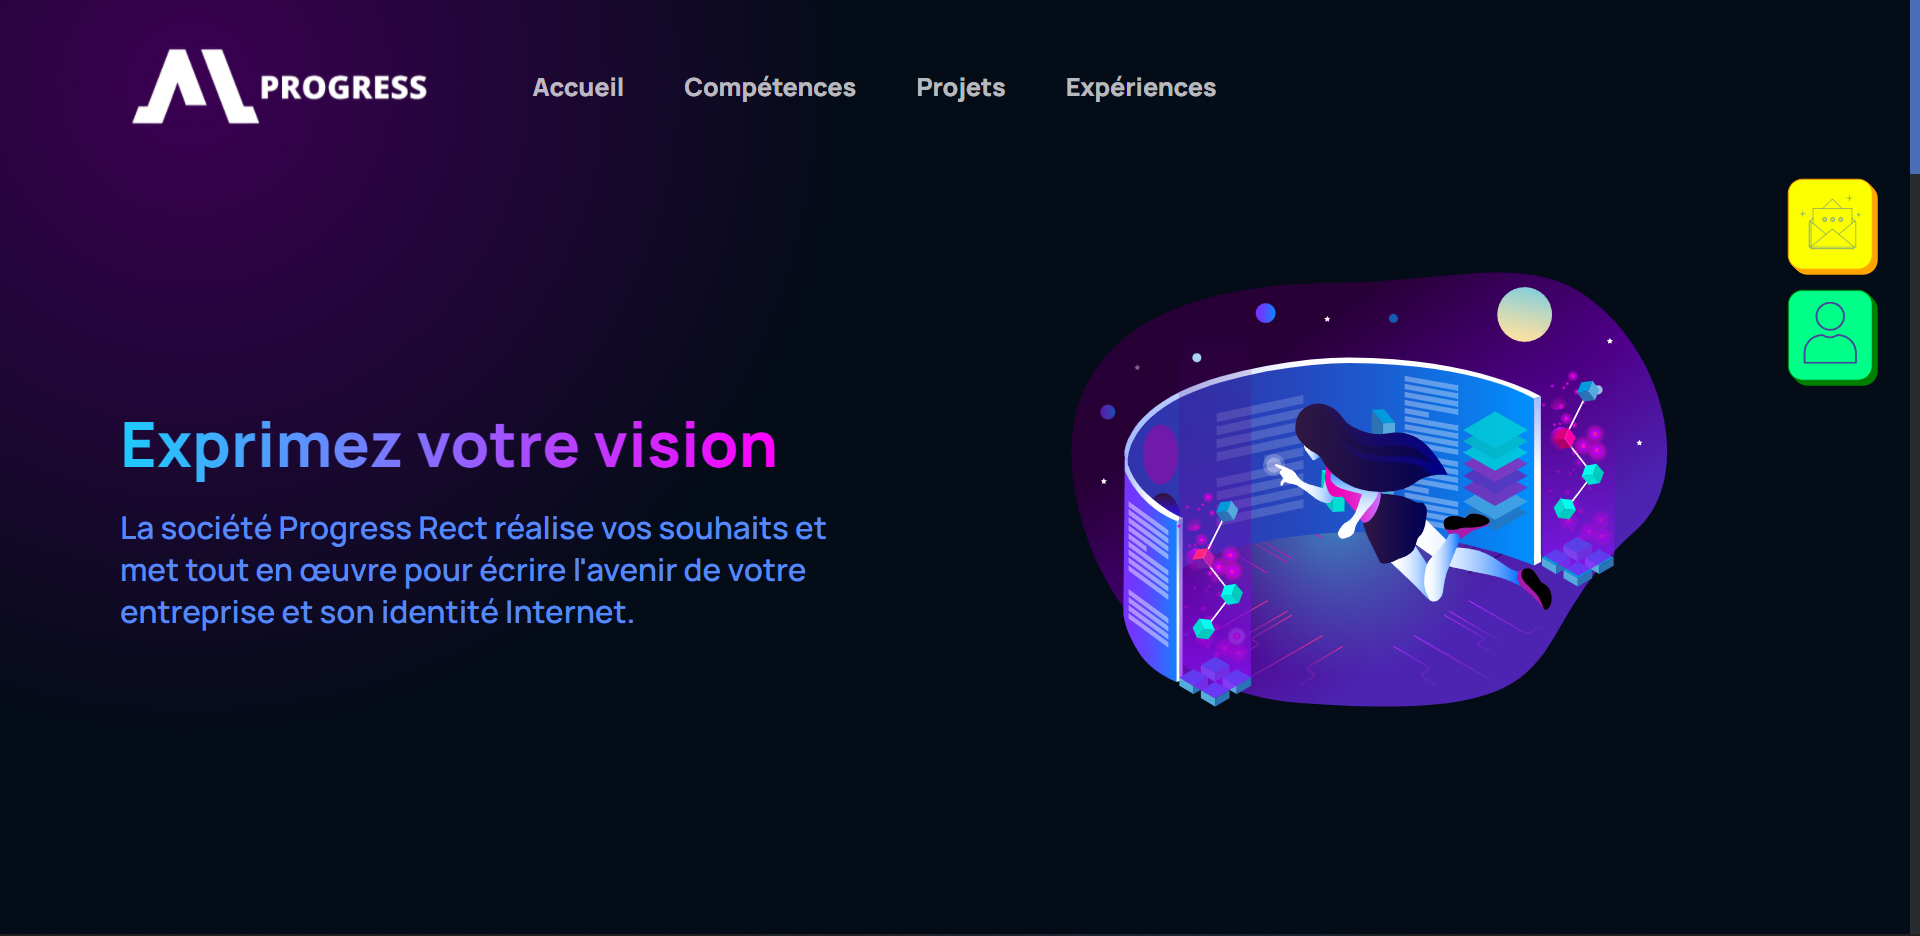 PROGRESS
Accueil
Compétences
Projets
Expériences
Exprimez votre vision
La société Progress Rect réalise vos souhaits et
met tout en œuvre pour écrire l'avenir de votre
entreprise et son identité Internet.